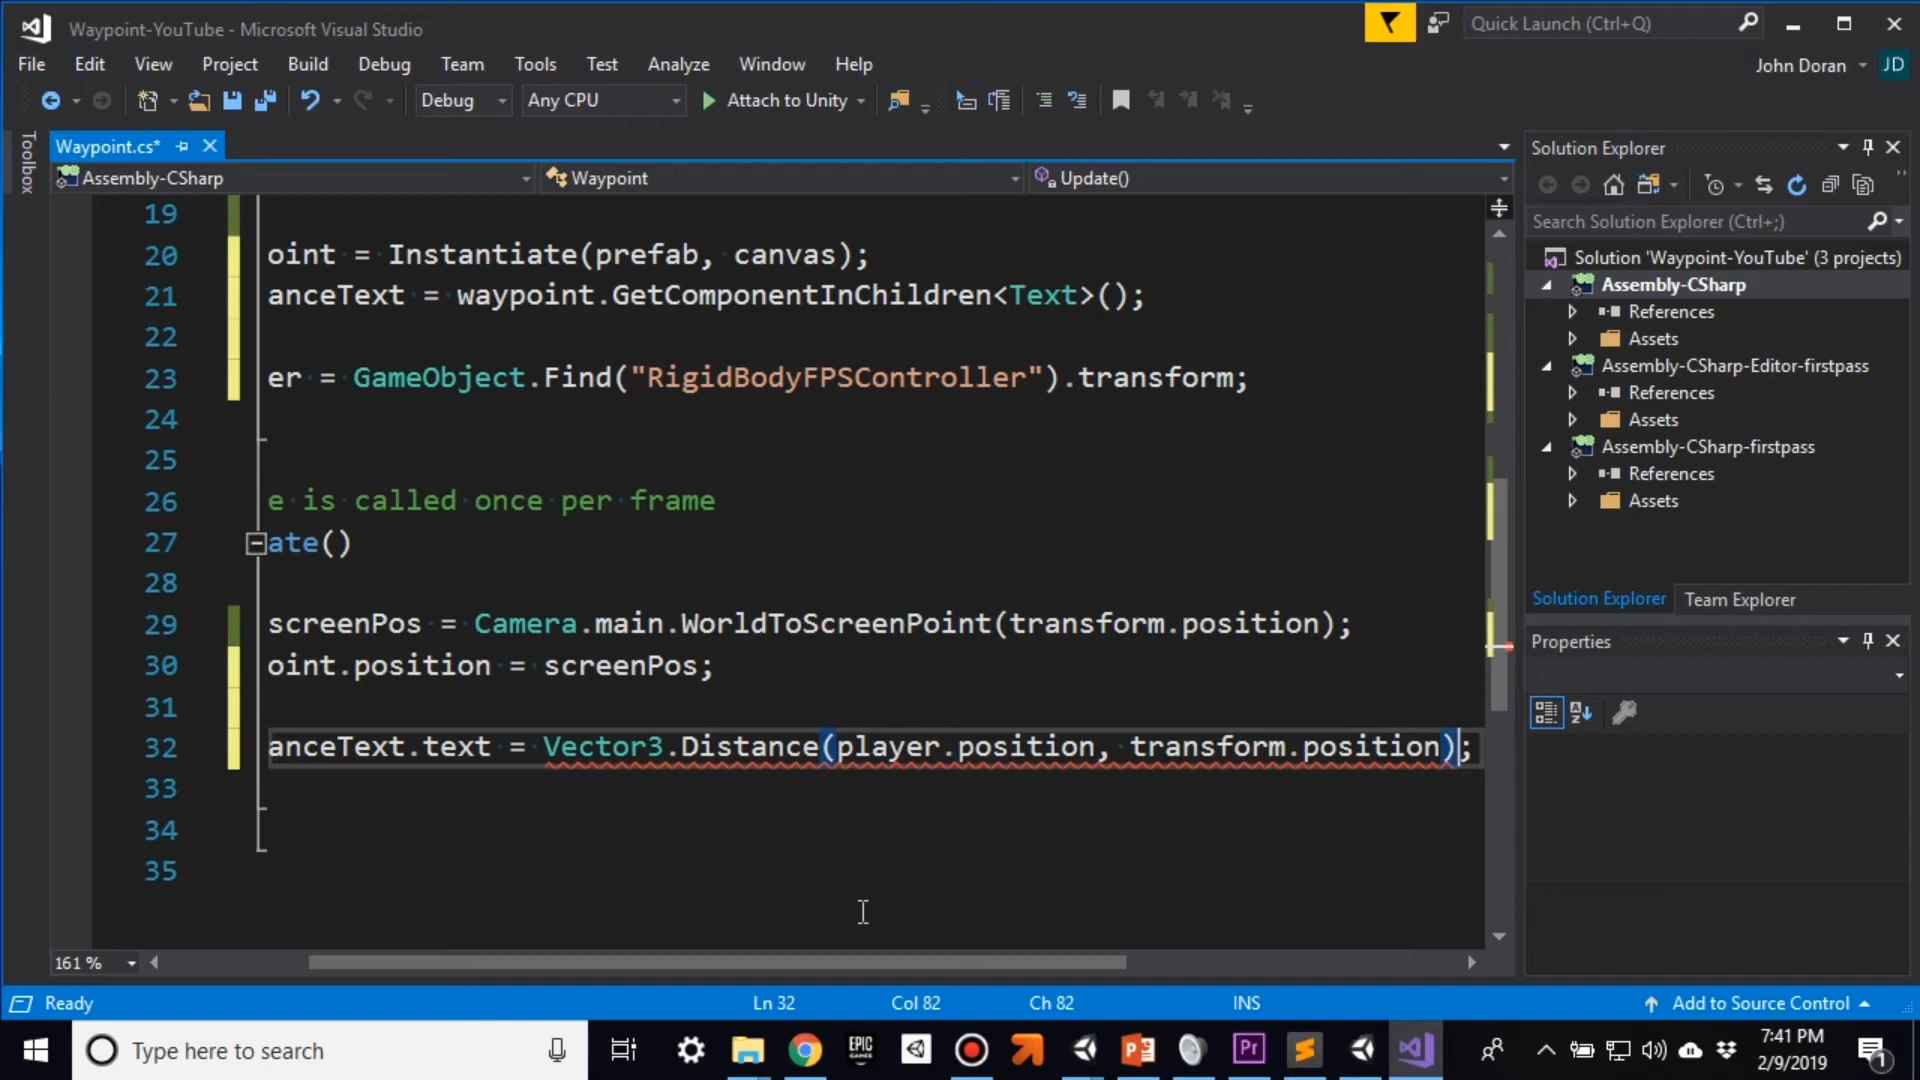 Waypoint-YouTube - Microsoft Visual Studio
Quick Launch (Ctrl+Q)
File Edit View Project Build Debug Team Tools Test Analyze Window Help
John Doran JD
Debug Any CPU Attach to Unity
Toolbox
Waypoint.cs*
Assembly-CSharp Waypoint Update()
19
20 oint = Instantiate(prefab, canvas);
21 anceText = waypoint.GetComponentInChildren<Text>();
22
23 er = GameObject.Find("RigidBodyFPSController").transform;
24
25
26 e is called once per frame
27 ate()
28
29 screenPos = Camera.main.WorldToScreenPoint(transform.position);
30 oint.position = screenPos;
31
32 anceText.text = Vector3.Distance(player.position, transform.position);
33
34
35
161 %
Solution Explorer
Search Solution Explorer (Ctrl+;)
Solution 'Waypoint-YouTube' (3 projects)
Assembly-CSharp
References
Assets
Assembly-CSharp-Editor-firstpass
References
Assets
Assembly-CSharp-firstpass
References
Assets
Solution Explorer Team Explorer
Properties
Ready Ln 32 Col 82 Ch 82 INS Add to Source Control
Type here to search
EPIC GAMES
Pr
7:41 PM
2/9/2019
1